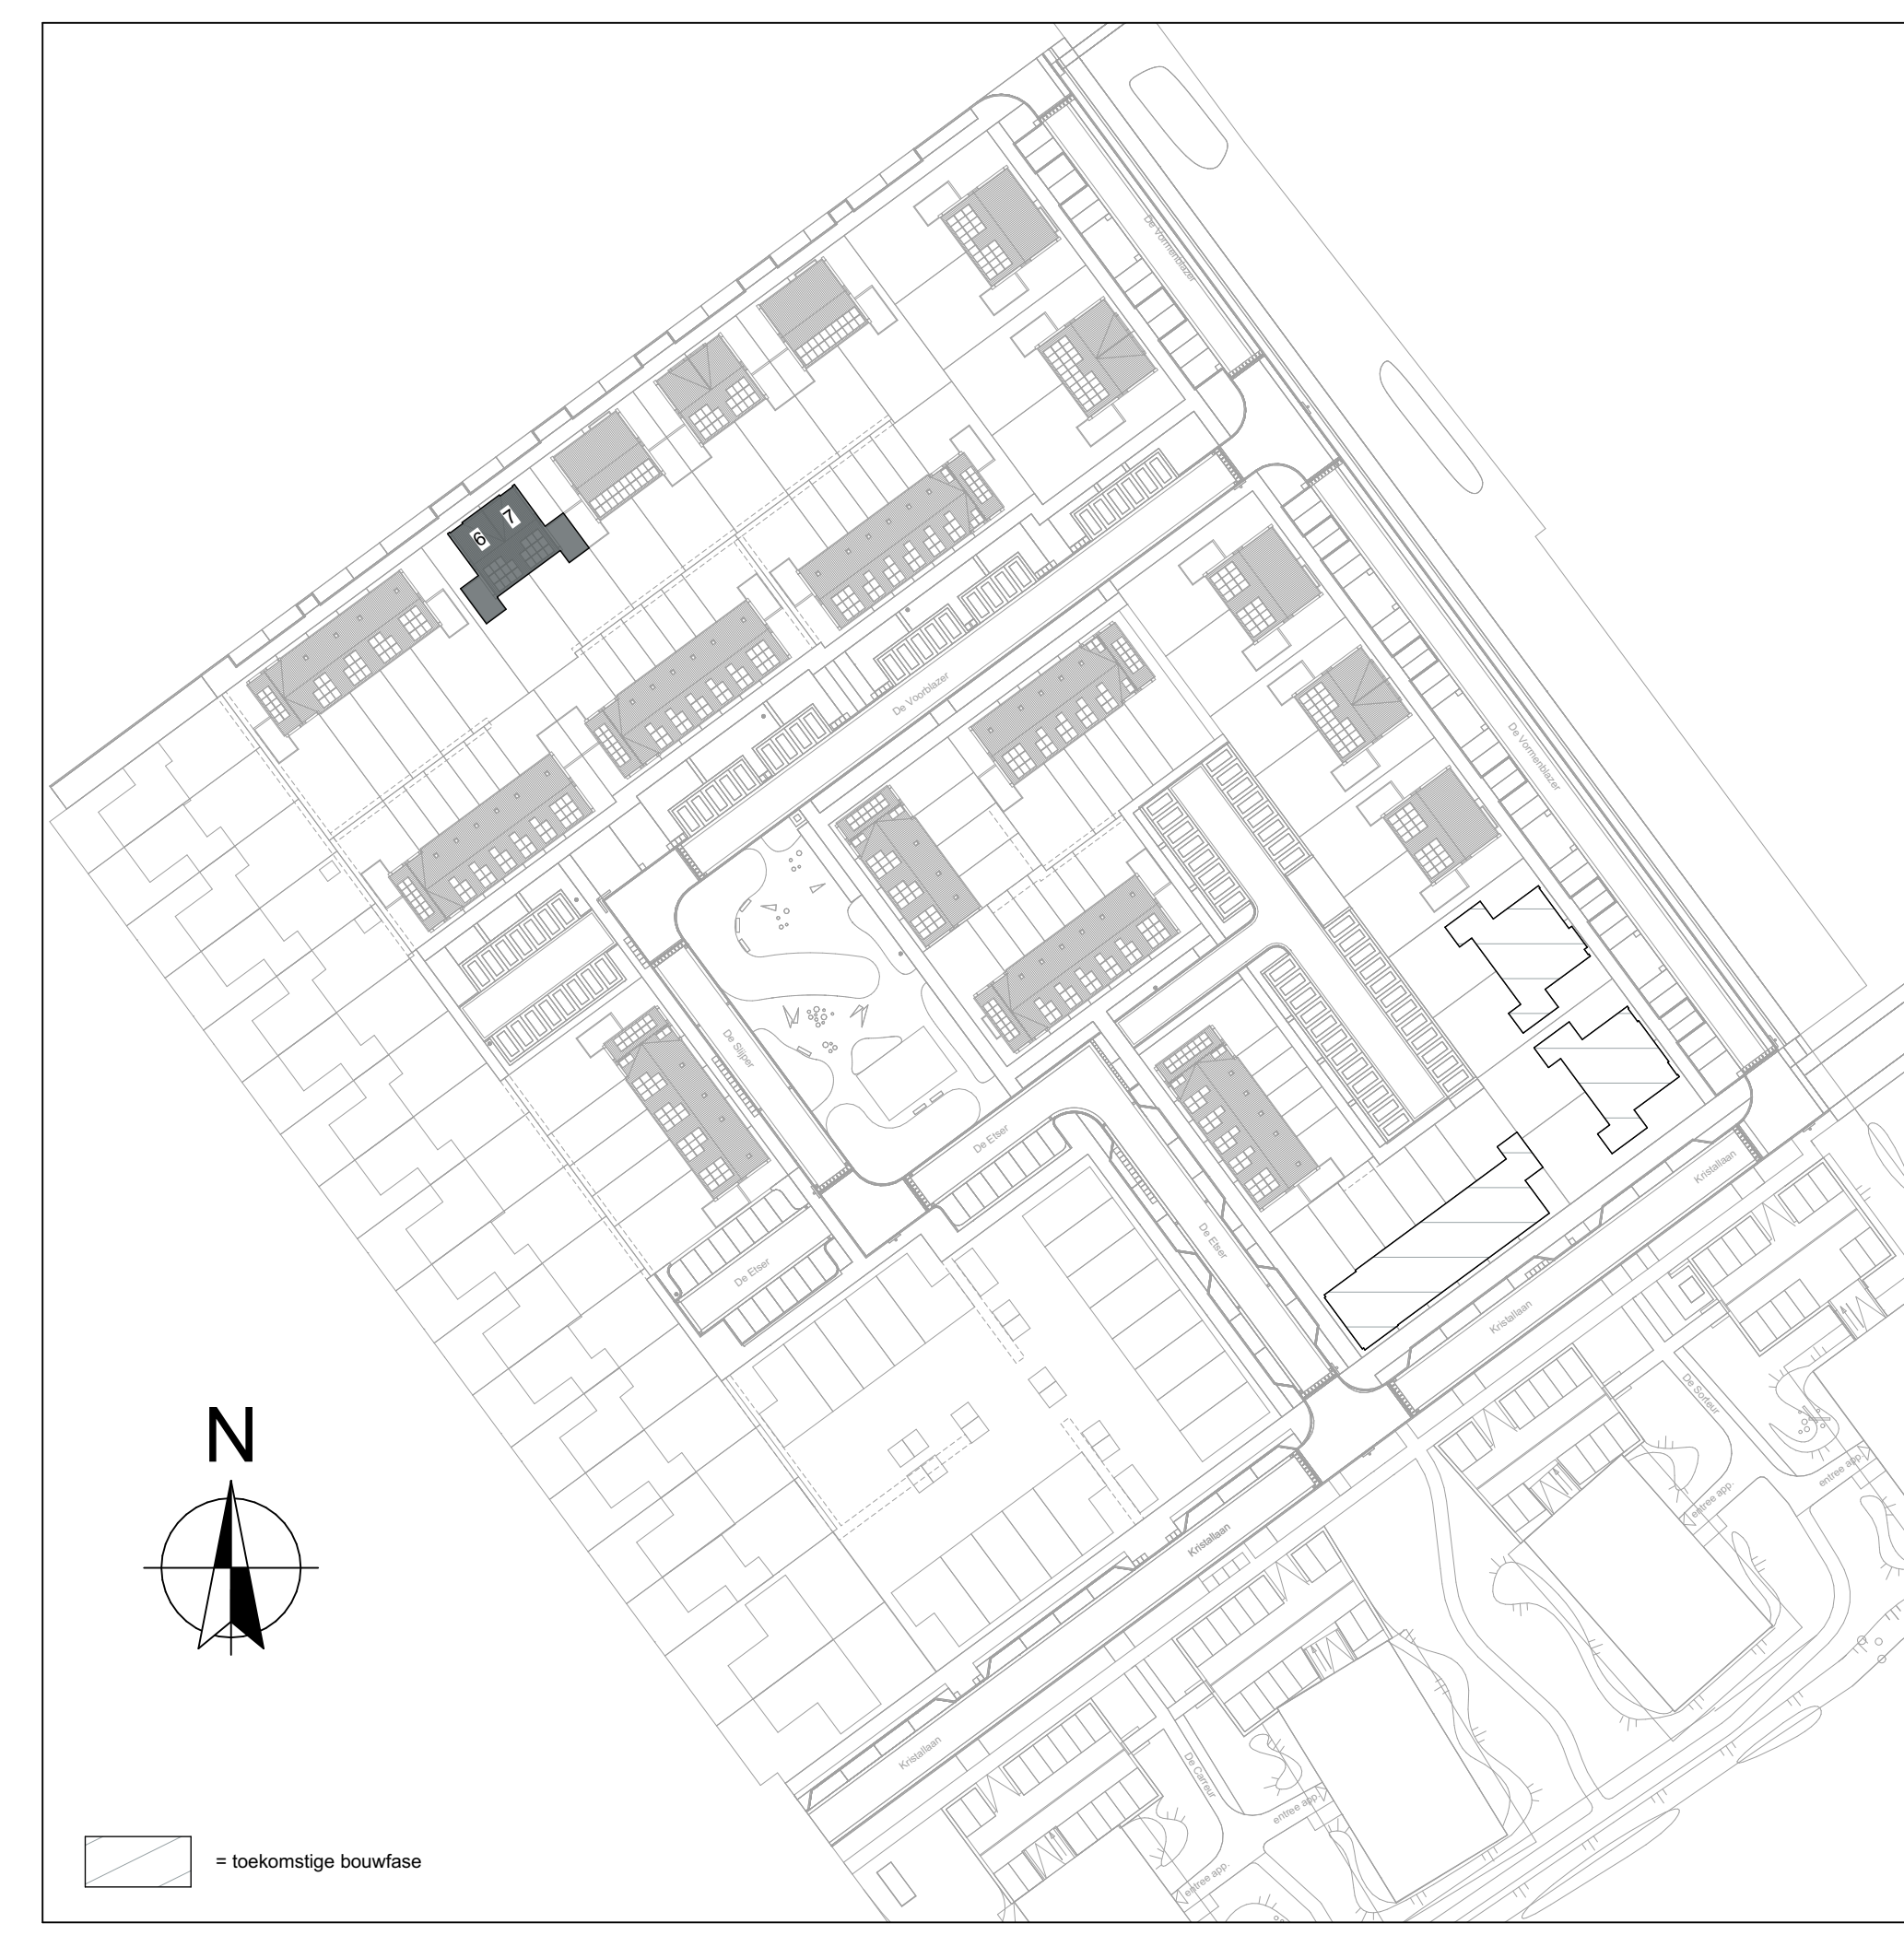 De Vormenblazer
7
6
De Voorblazer
De Vormenblazer
De Slijper
De Etser
De Etser
De Etser
Kristallaan
Kristallaan
De Sorteur
entree app.
entree app.
N
Kristallaan
Kristallaan
De Carreur
entree app.
entree app.
= toekomstige bouwfase